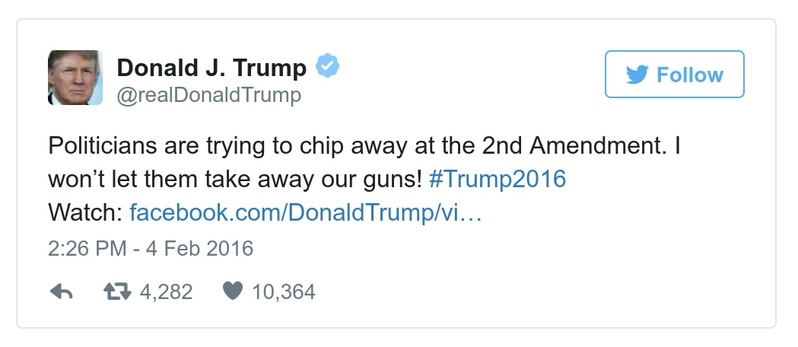 Donald J. Trump
@realDonaldTrump
Follow
Politicians are trying to chip away at the 2nd Amendment. I
won’t let them take away our guns! #Trump2016
Watch: facebook.com/DonaldTrump/vi…
2:26 PM - 4 Feb 2016
4,282 10,364